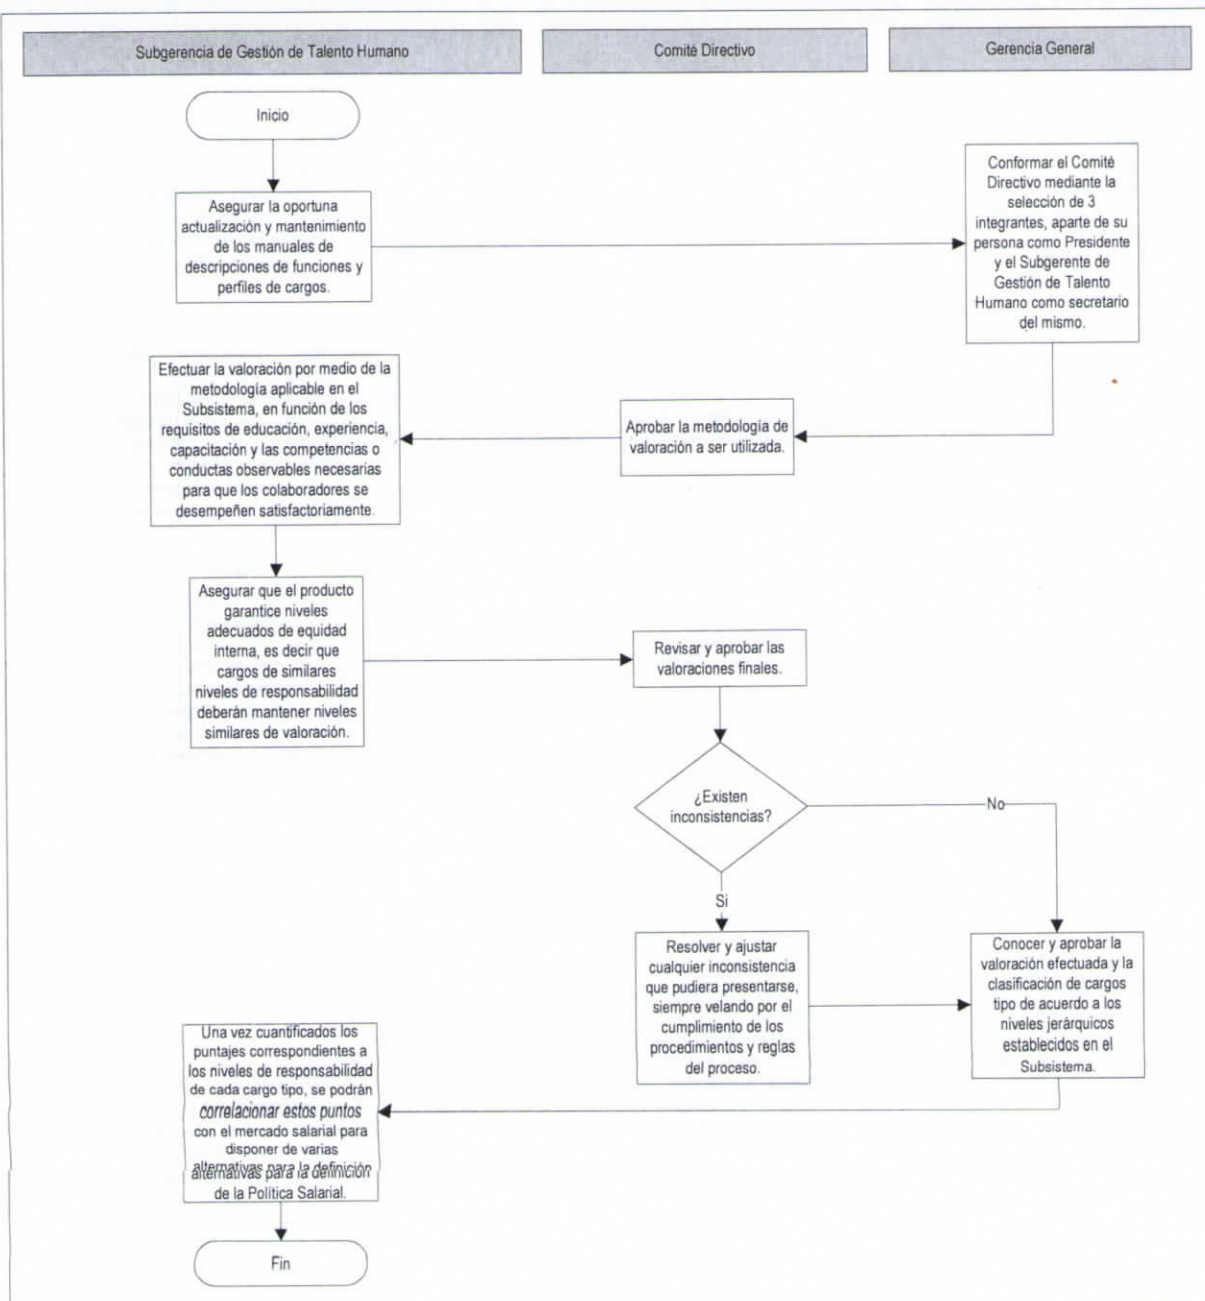 Subgerencia de Gestión de Talento Humano
Comité Directivo
Gerencia General
Inicio
Asegurar la oportuna
actualización y mantenimiento
de los manuales de
descripciones de funciones y
perfiles de cargos.
Conformar el Comité
Directivo mediante la
selección de 3
integrantes, aparte de su
persona como Presidente
y el Subgerente de
Gestión de Talento
Humano como secretario
del mismo.
Aprobar la metodología de
valoración a ser utilizada.
Efectuar la valoración por medio de la
metodología aplicable en el
Subsistema, en función de los
requisitos de educación, experiencia,
capacitación y las competencias o
conductas observables necesarias
para que los colaboradores se
desempeñen satisfactoriamente.
Asegurar que el producto
garantice niveles
adecuados de equidad
interna, es decir que
cargos de similares
niveles de responsabilidad
deberán mantener niveles
similares de valoración.
Revisar y aprobar las
valoraciones finales.
¿Existen
inconsistencias?
No
Si
Resolver y ajustar
cualquier inconsistencia
que pudiera presentarse,
siempre velando por el
cumplimiento de los
procedimientos y reglas
del proceso.
Conocer y aprobar la
valoración efectuada y la
clasificación de cargos
tipo de acuerdo a los
niveles jerárquicos
establecidos en el
Subsistema.
Una vez cuantificados los
puntajes correspondientes a
los niveles de responsabilidad
de cada cargo tipo, se podrán
correlacionar estos puntos
con el mercado salarial para
disponer de varias
alternativas para la definición
de la Política Salarial.
Fin